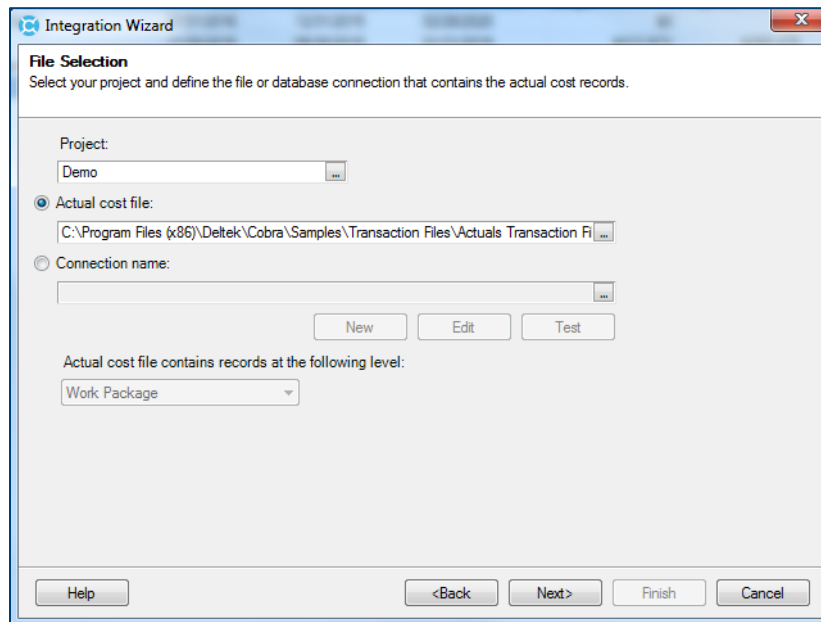 Integration Wizard
File Selection
Select your project and define the file or database connection that contains the actual cost records.
Project:
Demo
...
Actual cost file:
C:\Program Files (x86)\Deltek\Cobra\Samples\Transaction Files\Actuals Transaction Fi
...
Connection name:
...
New Edit Test
Actual cost file contains records at the following level:
Work Package
Help <Back Next> Finish Cancel